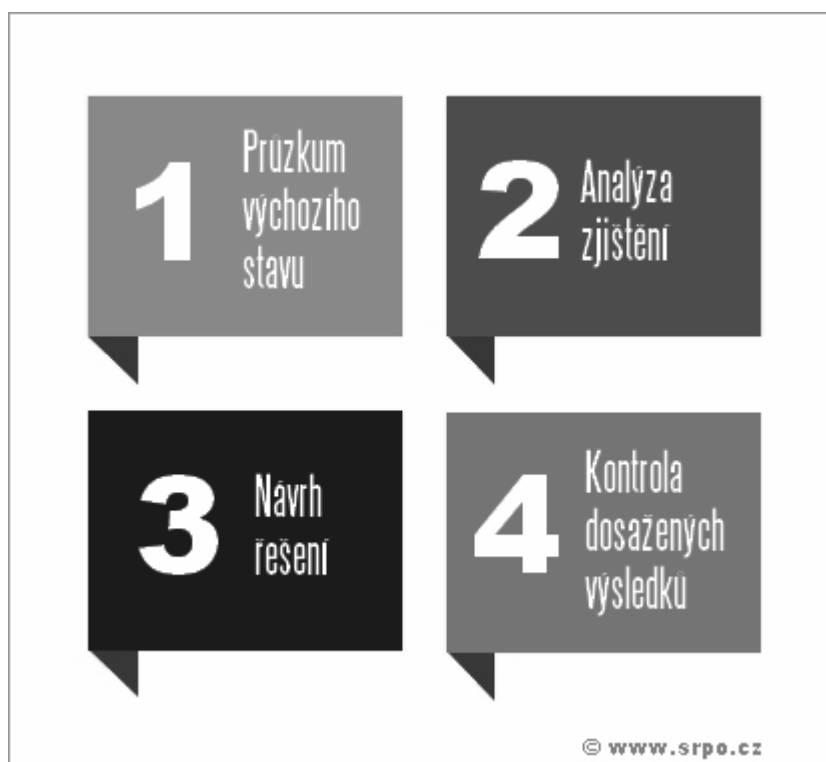 1
Průzkum
výchozího
stavu
2
Analýza
zjištění
3
Návrh
řešení
4
Kontrola
dosažených
výsledků
© www.srpo.cz